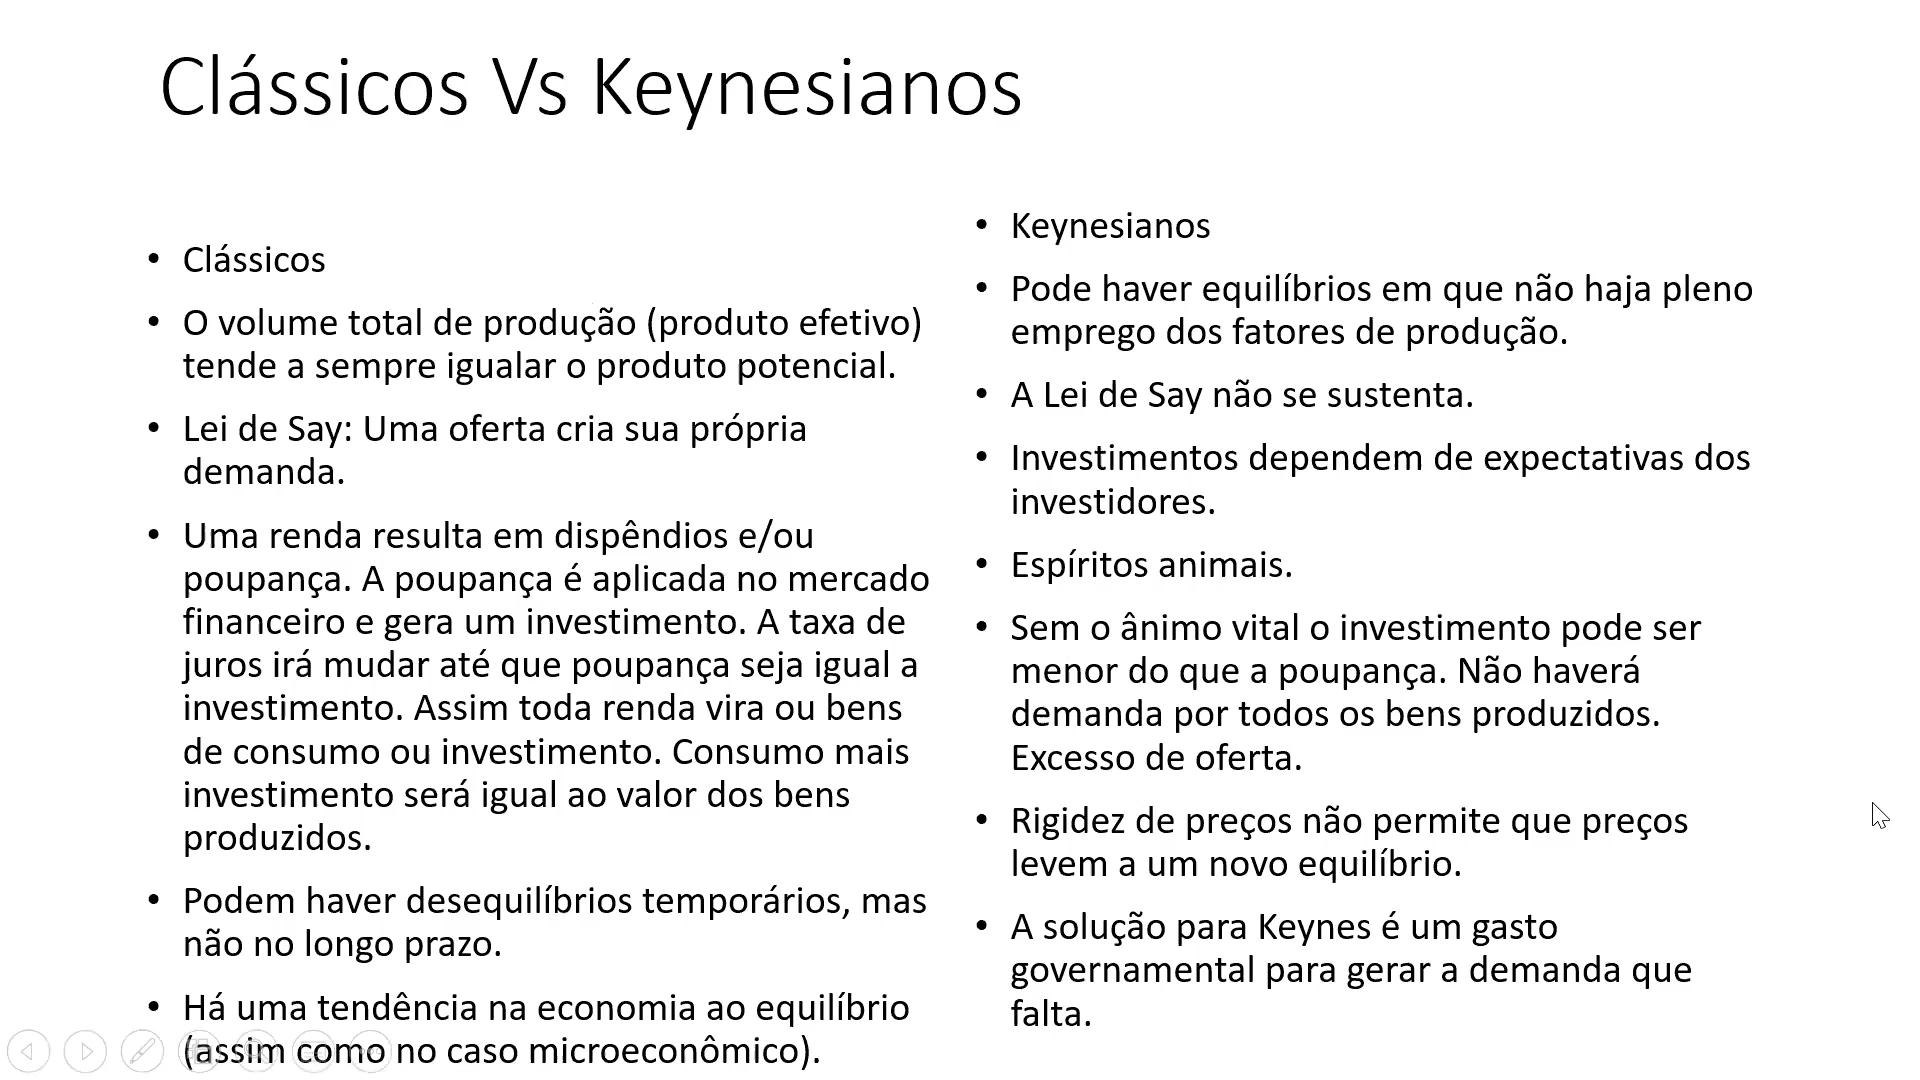 Clássicos Vs Keynesianos
• Clássicos
• O volume total de produção (produto efetivo)
tende a sempre igualar o produto potencial.
• Lei de Say: Uma oferta cria sua própria
demanda.
• Uma renda resulta em dispêndios e/ou
poupança. A poupança é aplicada no mercado
financeiro e gera um investimento. A taxa de
juros irá mudar até que poupança seja igual a
investimento. Assim toda renda vira ou bens
de consumo ou investimento. Consumo mais
investimento será igual ao valor dos bens
produzidos.
• Podem haver desequilíbrios temporários, mas
não no longo prazo.
• Há uma tendência na economia ao equilíbrio
(assim como no caso microeconômico).
• Keynesianos
• Pode haver equilíbrios em que não haja pleno
emprego dos fatores de produção.
• A Lei de Say não se sustenta.
• Investimentos dependem de expectativas dos
investidores.
• Espíritos animais.
• Sem o ânimo vital o investimento pode ser
menor do que a poupança. Não haverá
demanda por todos os bens produzidos.
Excesso de oferta.
• Rigidez de preços não permite que preços
levem a um novo equilíbrio.
• A solução para Keynes é um gasto
governamental para gerar a demanda que
falta.